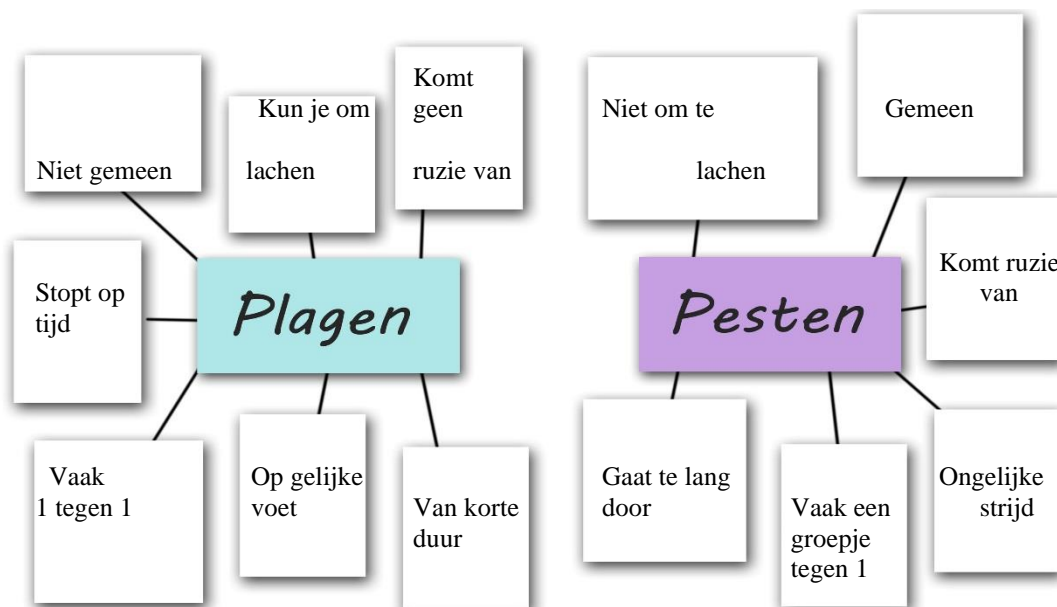 Niet gemeen
Kun je om
lachen
Komt
geen
ruzie van
Stopt op
tijd
Plagen
Vaak
1 tegen 1
Op gelijke
voet
Van korte
duur
Niet om te
lachen
Gemeen
Komt ruzie
van
Pesten
Gaat te lang
door
Vaak een
groepje
tegen 1
Ongelijke
strijd